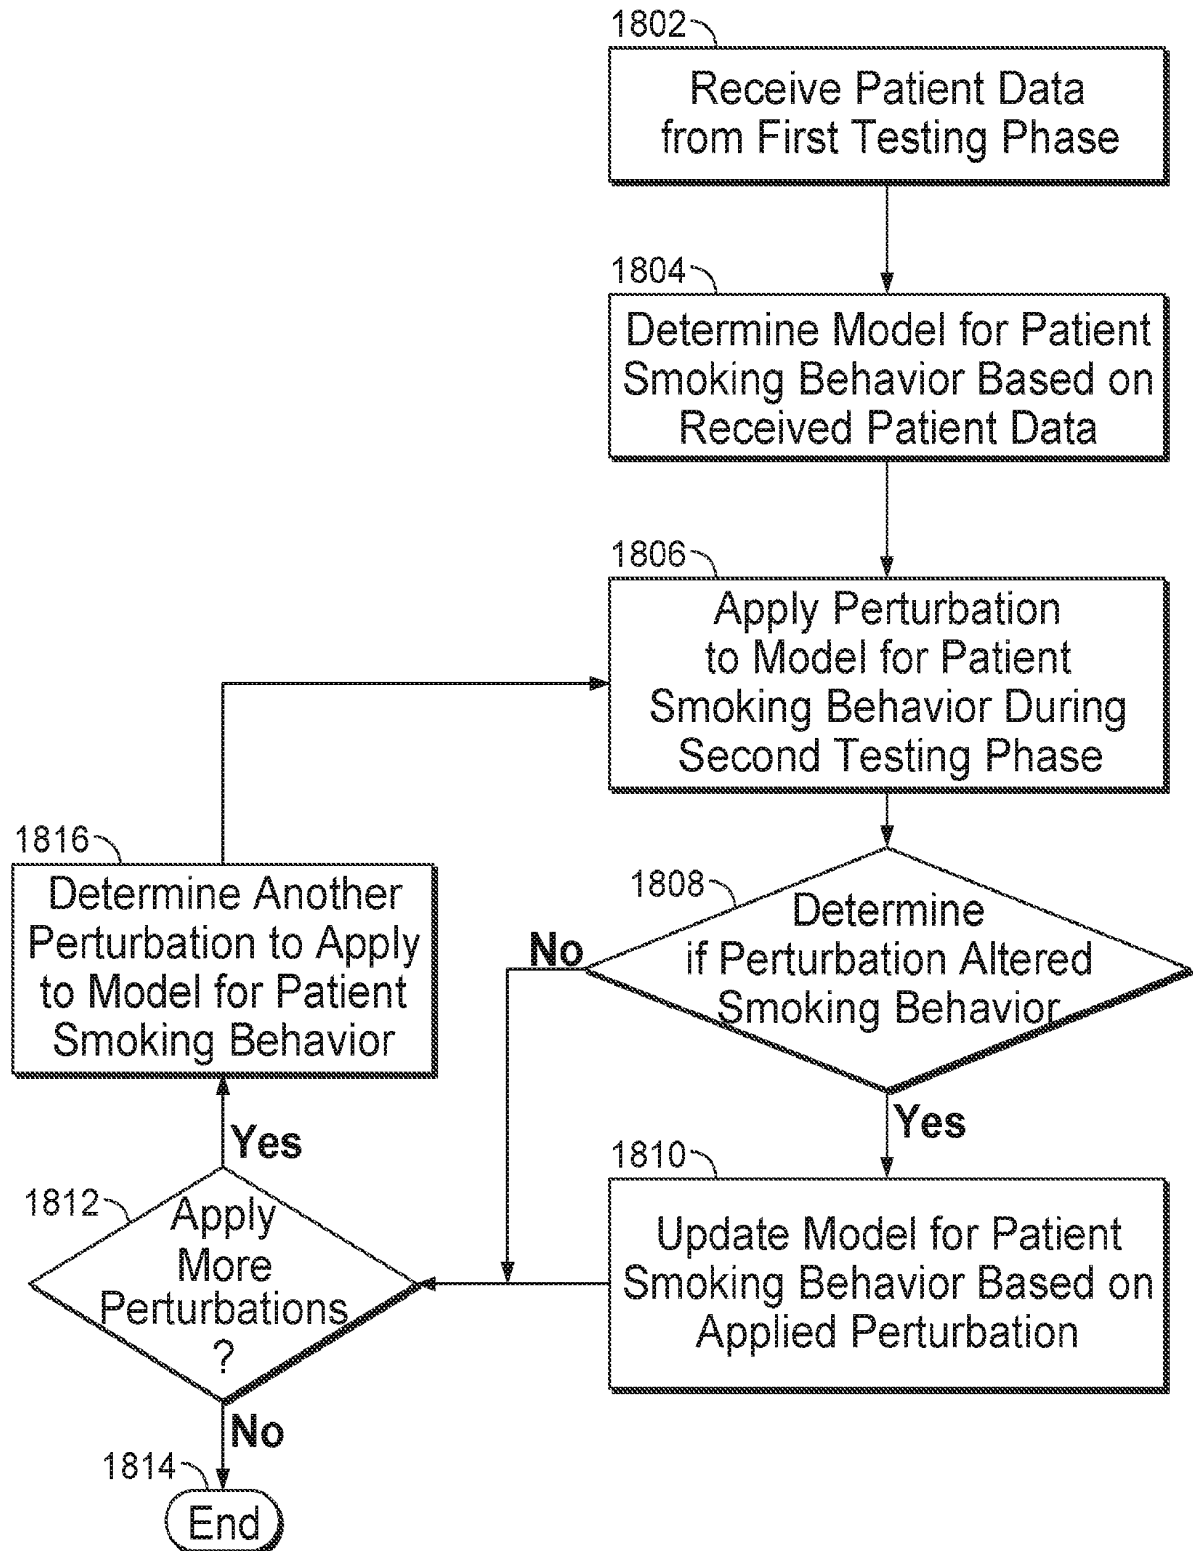 1802
Receive Patient Data
from First Testing Phase
1804
Determine Model for Patient
Smoking Behavior Based on
Received Patient Data
1806
Apply Perturbation
to Model for Patient
Smoking Behavior During
Second Testing Phase
1808
Determine
if Perturbation Altered
Smoking Behavior
No
Yes
1810
Update Model for Patient
Smoking Behavior Based on
Applied Perturbation
1812
Apply
More
Perturbations
?
Yes
No
1816
Determine Another
Perturbation to Apply
to Model for Patient
Smoking Behavior
1814
End